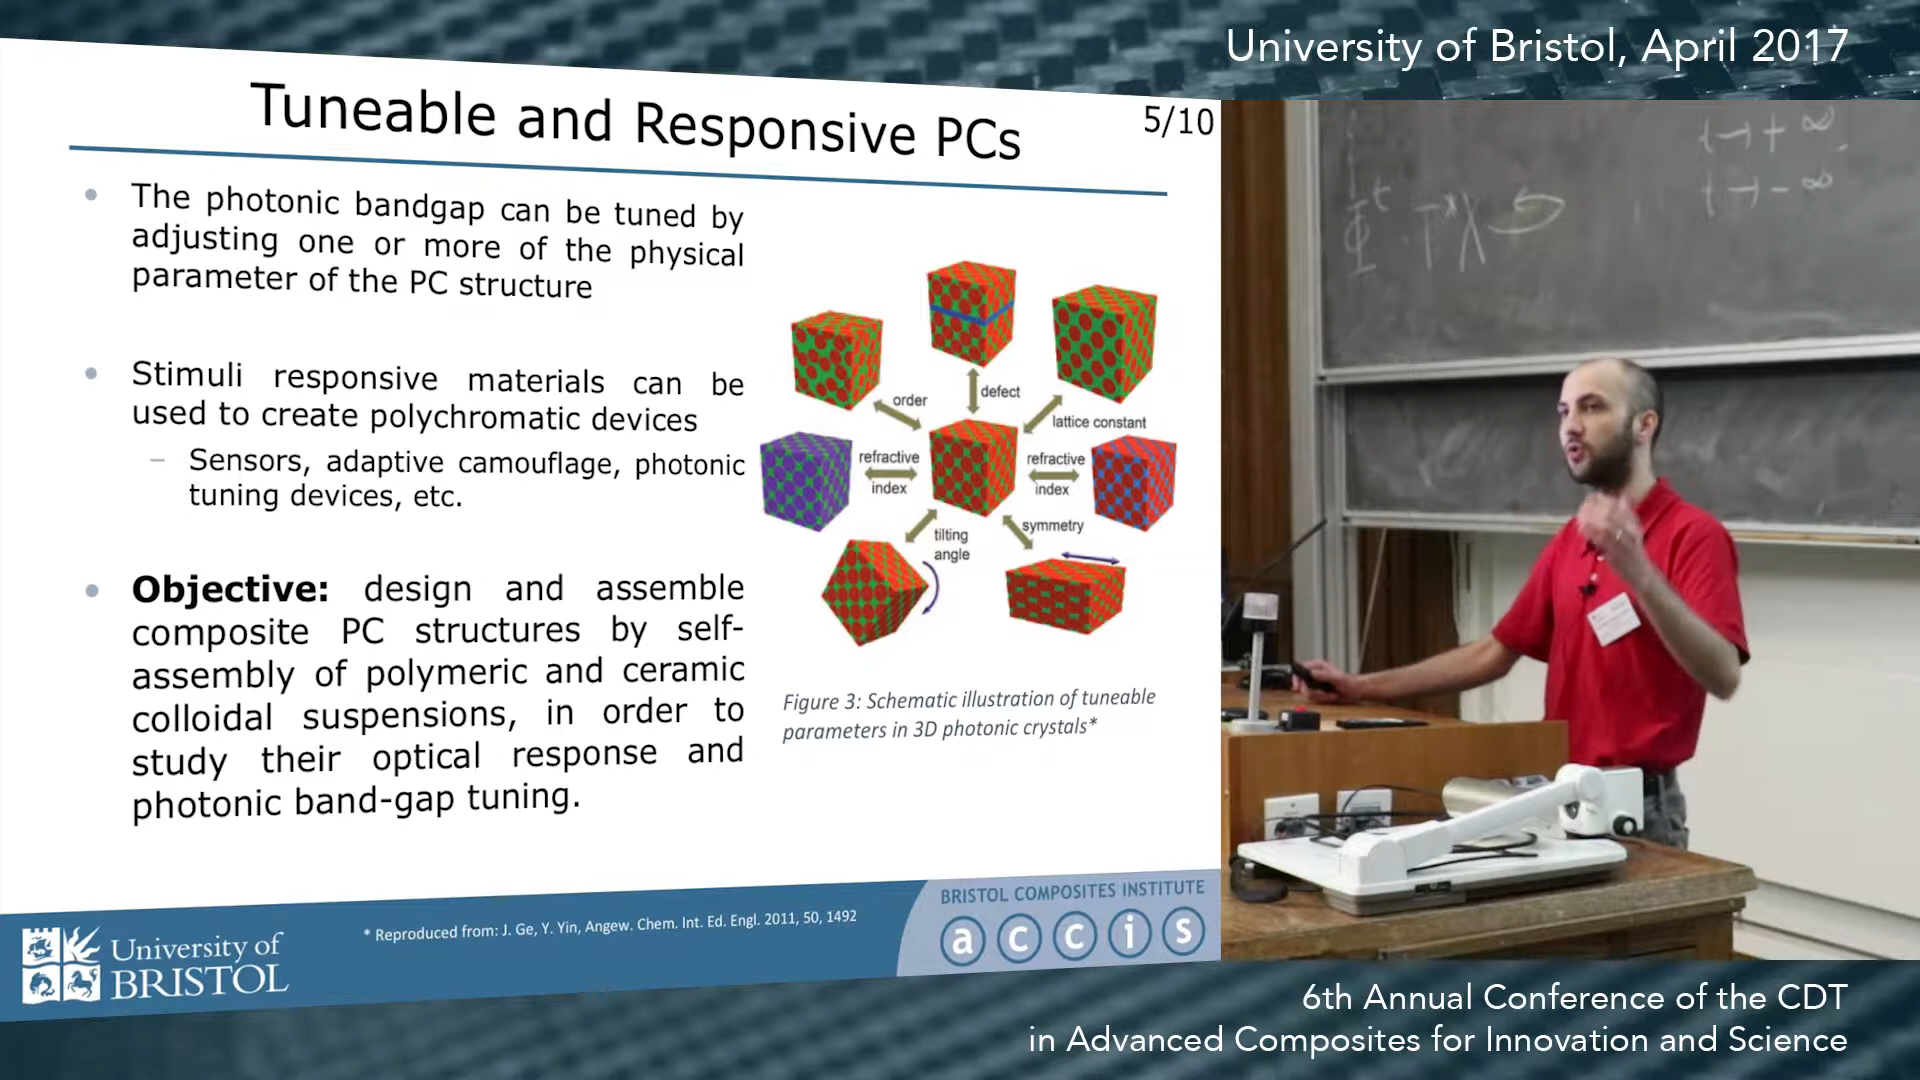 University of Bristol, April 2017
Tuneable and Responsive PCs
5/10
The photonic bandgap can be tuned by
adjusting one or more of the physical
parameter of the PC structure
Stimuli responsive materials can be
used to create polychromatic devices
– Sensors, adaptive camouflage, photonic
tuning devices, etc.
Objective: design and assemble
composite PC structures by self-
assembly of polymeric and ceramic
colloidal suspensions, in order to
study their optical response and
photonic band-gap tuning.
order
defect
lattice constant
refractive
index
refractive
index
tilting
angle
symmetry
Figure 3: Schematic illustration of tuneable
parameters in 3D photonic crystals*
* Reproduced from: J. Ge, Y. Yin, Angew. Chem. Int. Ed. Engl. 2011, 50, 1492
University of
BRISTOL
BRISTOL COMPOSITES INSTITUTE
accis
t→+∞
t→-∞
6th Annual Conference of the CDT
in Advanced Composites for Innovation and Science